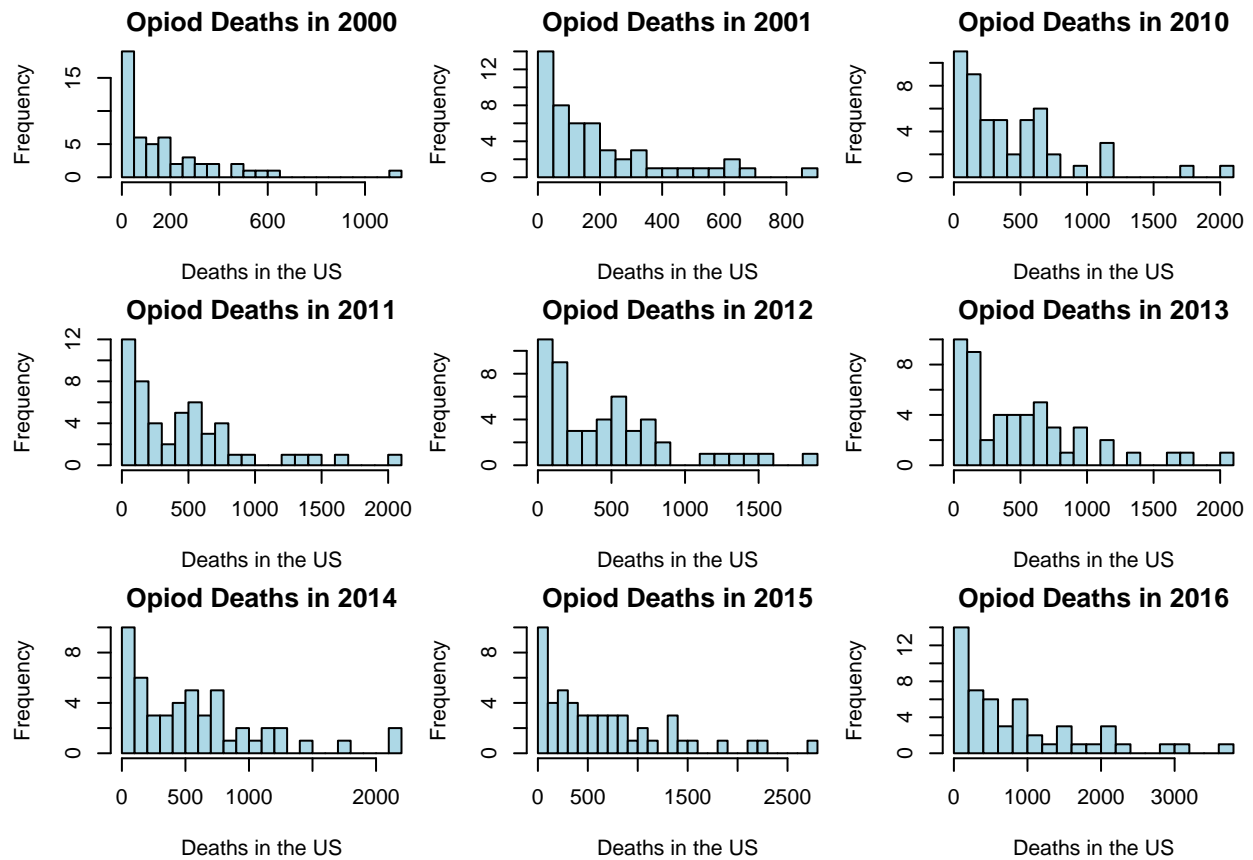 Opiod Deaths in 2000
Frequency
0 5 15
0 200 600 1000
Deaths in the US
Opiod Deaths in 2001
Frequency
0 4 8 12
0 200 400 600 800
Deaths in the US
Opiod Deaths in 2010
Frequency
0 4 8
0 500 1000 1500 2000
Deaths in the US
Opiod Deaths in 2011
Frequency
0 4 8 12
0 500 1000 1500 2000
Deaths in the US
Opiod Deaths in 2012
Frequency
0 4 8
0 500 1000 1500
Deaths in the US
Opiod Deaths in 2013
Frequency
0 4 8
0 500 1000 1500 2000
Deaths in the US
Opiod Deaths in 2014
Frequency
0 4 8
0 500 1000 2000
Deaths in the US
Opiod Deaths in 2015
Frequency
0 4 8
0 500 1500 2500
Deaths in the US
Opiod Deaths in 2016
Frequency
0 4 8 12
0 1000 2000 3000
Deaths in the US